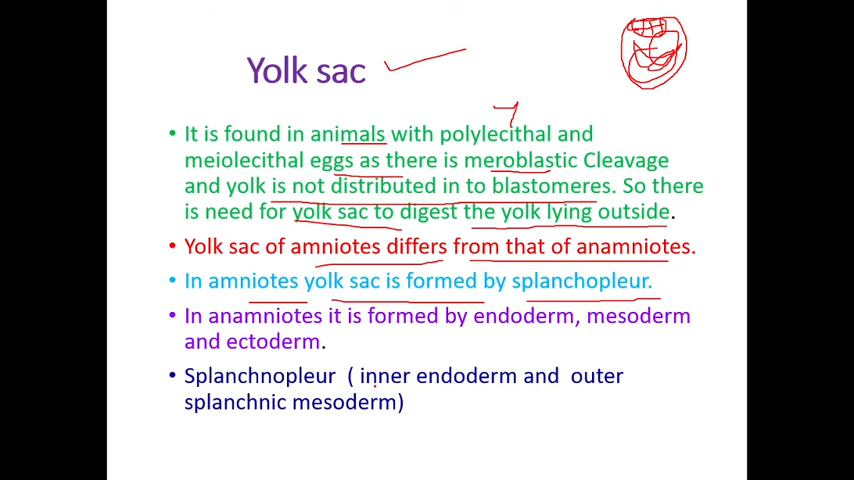 Yolk sac
• It is found in animals with polylecithal and
meiolecithal eggs as there is meroblastic Cleavage
and yolk is not distributed in to blastomeres. So there
is need for yolk sac to digest the yolk lying outside.
• Yolk sac of amniotes differs from that of anamniotes.
• In amniotes yolk sac is formed by splanchopleur.
• In anamniotes it is formed by endoderm, mesoderm
and ectoderm.
• Splanchnopleur ( inner endoderm and outer
splanchnic mesoderm)